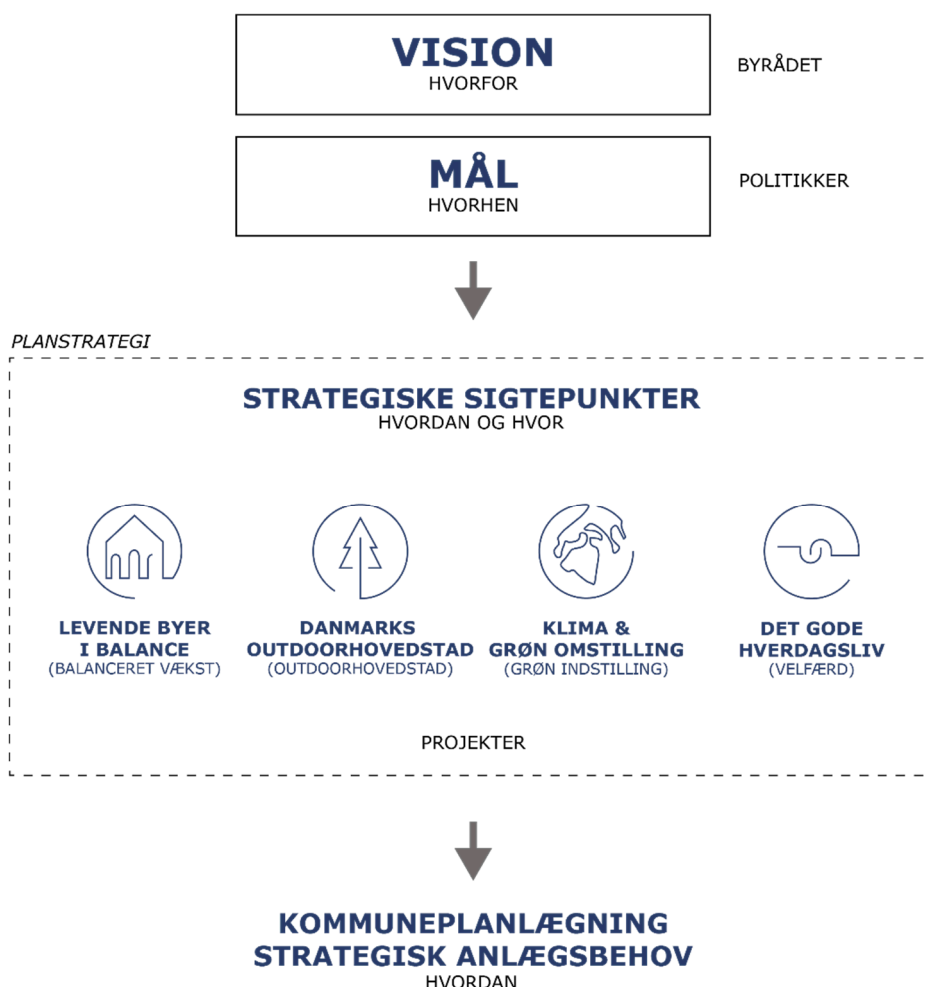 VISION
HVORFOR
BYRÅDET
MÅL
HVORHEN
POLITIKKER
PLANSTRATEGI
STRATEGISKE SIGTEPUNKTER
HVORDAN OG HVOR
LEVENDE BYER
I BALANCE
(BALANCERET VÆKST)
DANMARKS
OUTDOORHOVEDSTAD
(OUTDOORHOVEDSTAD)
KLIMA &
GRØN OMSTILLING
(GRØN INDSTILLING)
DET GODE
HVERDAGSLIV
(VELFÆRD)
PROJEKTER
KOMMUNEPLANLÆGNING
STRATEGISK ANLÆGSBEHOV
HVORDAN